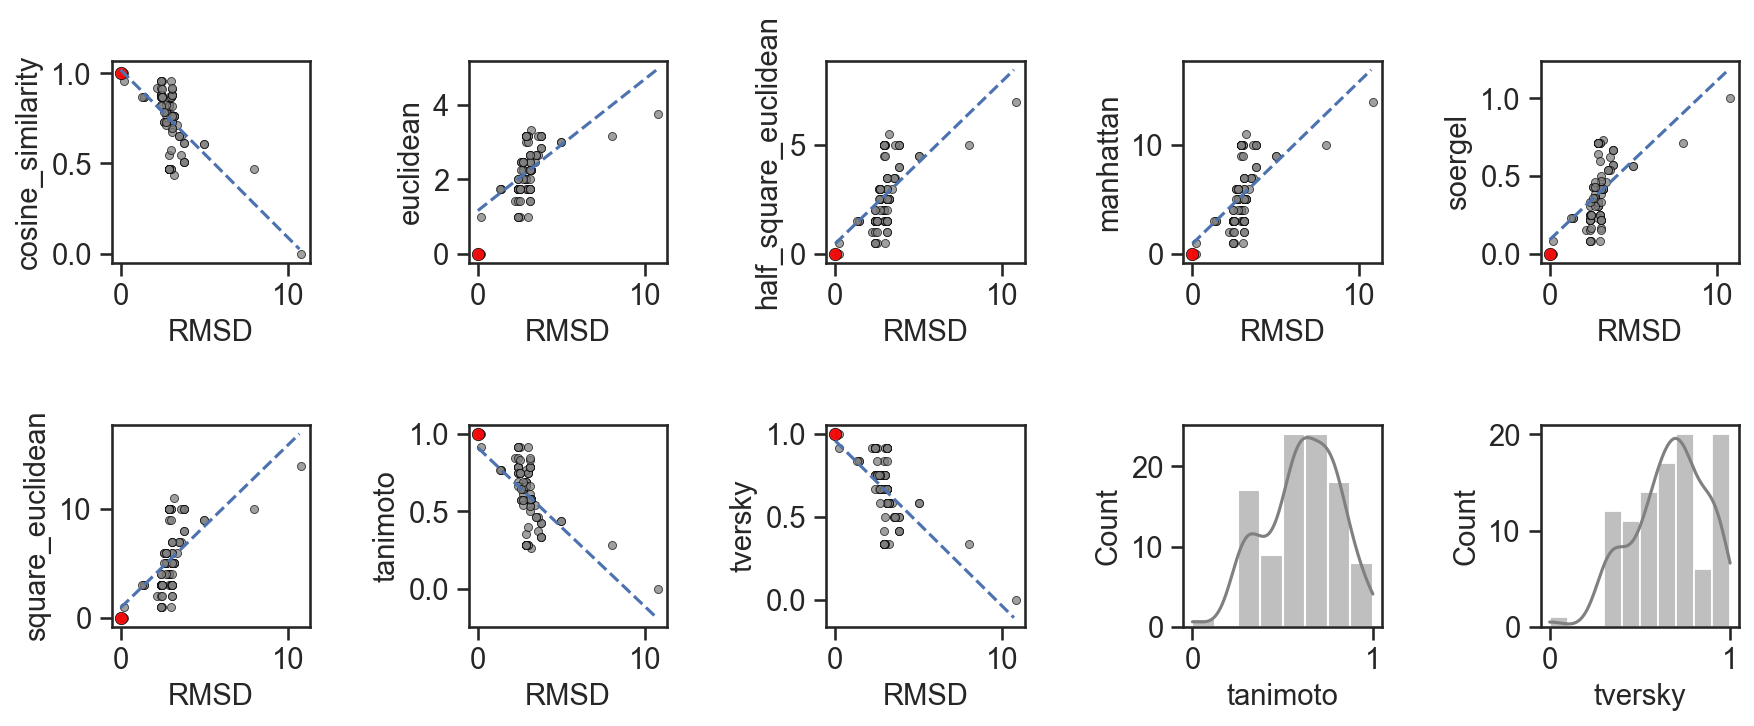 cosine_similarity
1.0
0.5
0.0
0 10
RMSD
euclidean
4
2
0
0 10
RMSD
half_square_euclidean
5
0
0 10
RMSD
manhattan
10
0
0 10
RMSD
soergel
1.0
0.5
0.0
0 10
RMSD
square_euclidean
10
0
0 10
RMSD
tanimoto
1.0
0.5
0.0
0 10
RMSD
tversky
1.0
0.5
0.0
0 10
RMSD
Count
20
10
0
0 1
tanimoto
Count
20
10
0
0 1
tversky